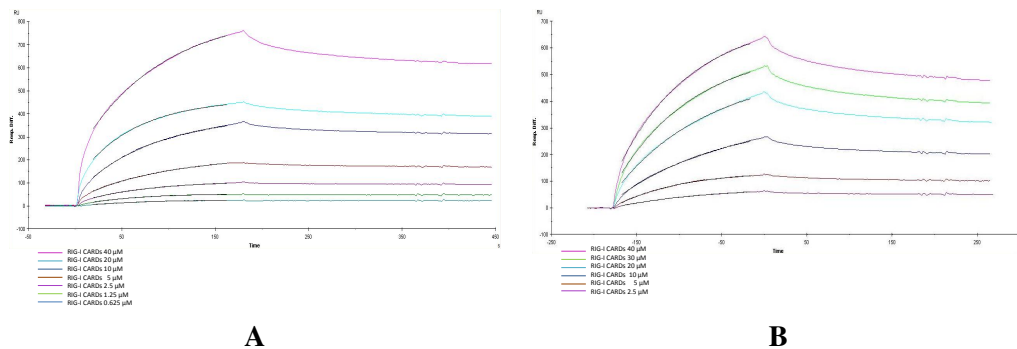 RU
800
700
600
500
400
300
200
100
0
-100
Resp. Diff.
-50
50
150
250
350
450
Time
s
RIG-I CARDs 40 µM
RIG-I CARDs 20 µM
RIG-I CARDs 10 µM
RIG-I CARDs 5 µM
RIG-I CARDs 2.5 µM
RIG-I CARDs 1.25 µM
RIG-I CARDs 0.625 µM
A
RU
700
600
500
400
300
200
100
0
-100
Resp. Diff.
-250
-150
-50
50
150
250
Time
RIG-I CARDs 40 µM
RIG-I CARDs 30 µM
RIG-I CARDs 20 µM
RIG-I CARDs 10 µM
RIG-I CARDs 5 µM
RIG-I CARDs 2.5 µM
B